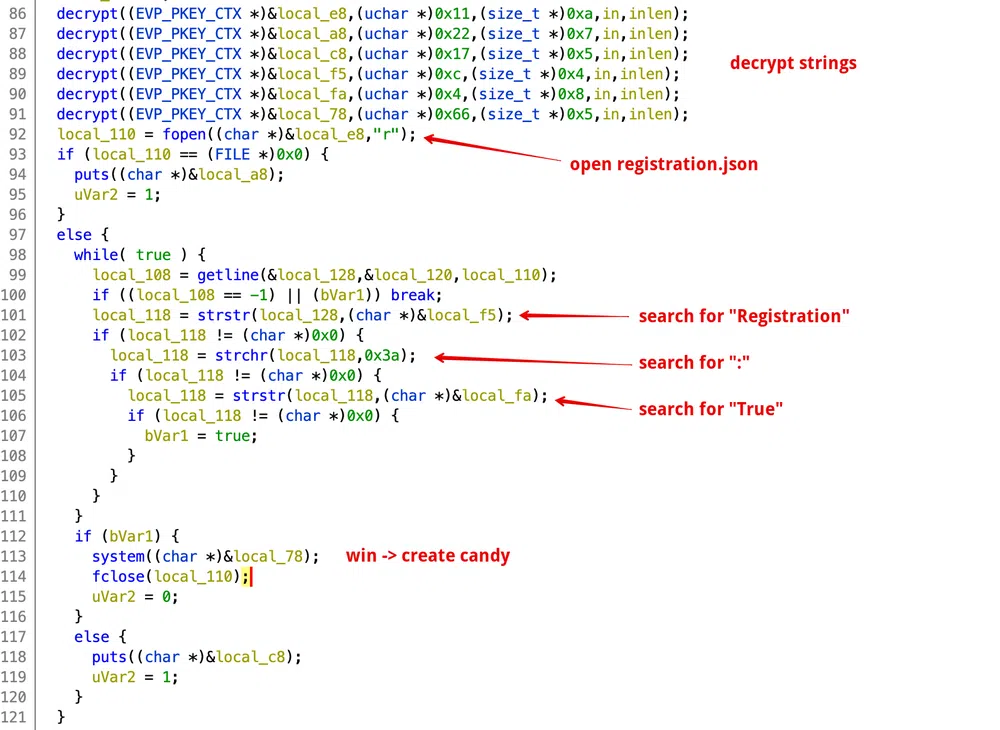 86 decrypt((EVP_PKEY_CTX *)&local_e8,(uchar *)0x11,(size_t *)0xa,in,inlen);
87 decrypt((EVP_PKEY_CTX *)&local_a8,(uchar *)0x22,(size_t *)0x7,in,inlen);
88 decrypt((EVP_PKEY_CTX *)&local_c8,(uchar *)0x17,(size_t *)0x5,in,inlen);
decrypt strings
89 decrypt((EVP_PKEY_CTX *)&local_f5,(uchar *)0xc,(size_t *)0x4,in,inlen);
90 decrypt((EVP_PKEY_CTX *)&local_fa,(uchar *)0x4,(size_t *)0x8,in,inlen);
91 decrypt((EVP_PKEY_CTX *)&local_78,(uchar *)0x66,(size_t *)0x5,in,inlen);
92 local_110 = fopen((char *)&local_e8,"r");
open registration.json
93 if (local_110 == (FILE *)0x0) {
94 puts((char *)&local_a8);
95 uVar2 = 1;
96 }
97 else {
98 while( true ) {
99 local_108 = getline(&local_128,&local_120,local_110);
100 if ((local_108 == -1) || (bVar1)) break;
101 local_118 = strstr(local_128,(char *)&local_f5);
search for "Registration"
102 if (local_118 != (char *)0x0) {
103 local_118 = strchr(local_118,0x3a);
search for ":"
104 if (local_118 != (char *)0x0) {
105 local_118 = strstr(local_118,(char *)&local_fa);
search for "True"
106 if (local_118 != (char *)0x0) {
107 bVar1 = true;
108 }
109 }
110 }
111 }
112 if (bVar1) {
113 system((char *)&local_78);
win -> create candy
114 fclose(local_110);
115 uVar2 = 0;
116 }
117 else {
118 puts((char *)&local_c8);
119 uVar2 = 1;
120 }
121 }